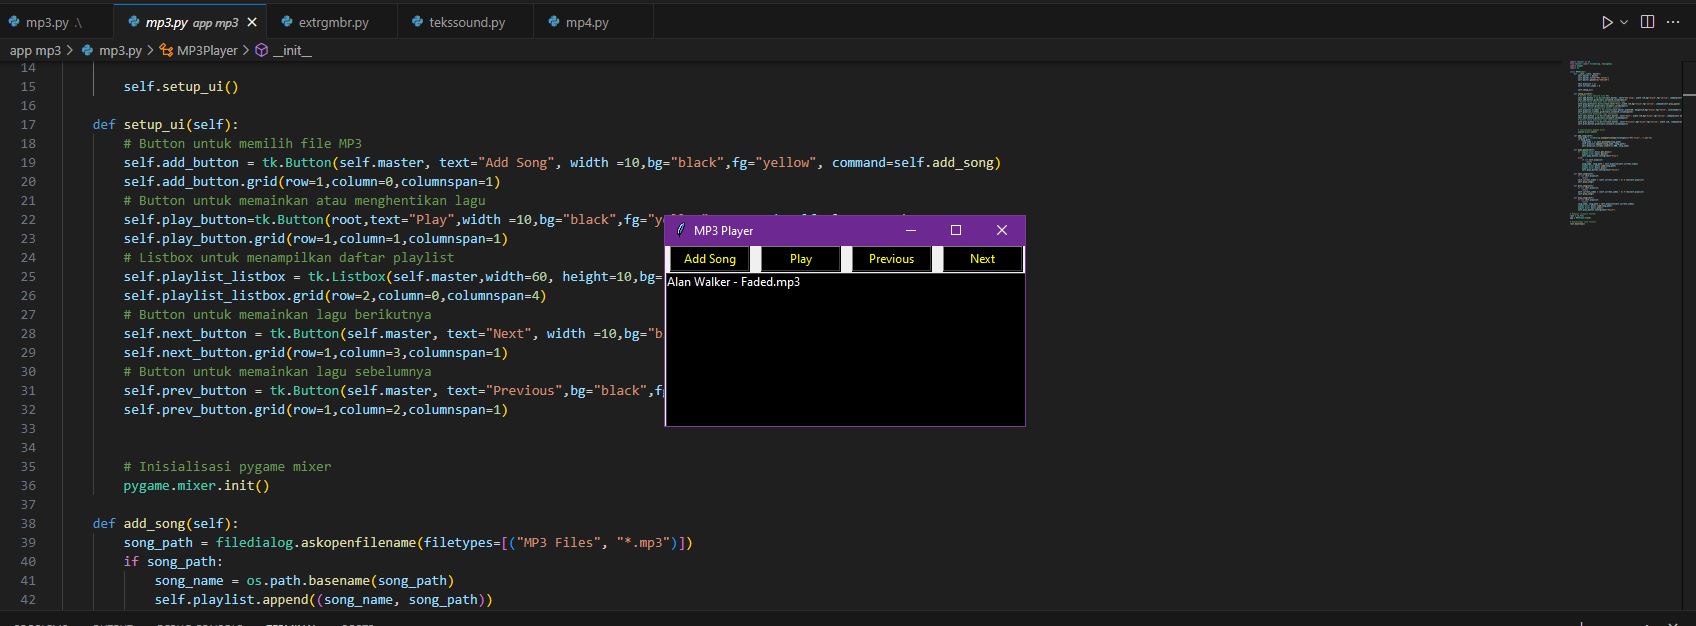 mp3.py .\ mp3.py app mp3 extrgmbr.py tekssound.py mp4.py
app mp3 > mp3.py > MP3Player > __init__
14
15 self.setup_ui()
16
17 def setup_ui(self):
18 # Button untuk memilih file MP3
19 self.add_button = tk.Button(self.master, text="Add Song", width =10,bg="black",fg="yellow", command=self.add_song)
20 self.add_button.grid(row=1,column=0,columnspan=1)
21 # Button untuk memainkan atau menghentikan lagu
22 self.play_button=tk.Button(root,text="Play",width =10,bg="black",fg="y
23 self.play_button.grid(row=1,column=1,columnspan=1)
24 # Listbox untuk menampilkan daftar playlist
25 self.playlist_listbox = tk.Listbox(self.master,width=60, height=10,bg=
26 self.playlist_listbox.grid(row=2,column=0,columnspan=4)
27 # Button untuk memainkan lagu berikutnya
28 self.next_button = tk.Button(self.master, text="Next", width =10,bg="b
29 self.next_button.grid(row=1,column=3,columnspan=1)
30 # Button untuk memainkan lagu sebelumnya
31 self.prev_button = tk.Button(self.master, text="Previous",bg="black",f
32 self.prev_button.grid(row=1,column=2,columnspan=1)
33
34
35 # Inisialisasi pygame mixer
36 pygame.mixer.init()
37
38 def add_song(self):
39 song_path = filedialog.askopenfilename(filetypes=[("MP3 Files", "*.mp3")])
40 if song_path:
41 song_name = os.path.basename(song_path)
42 self.playlist.append((song_name, song_path))
MP3 Player
Add Song Play Previous Next
Alan Walker - Faded.mp3